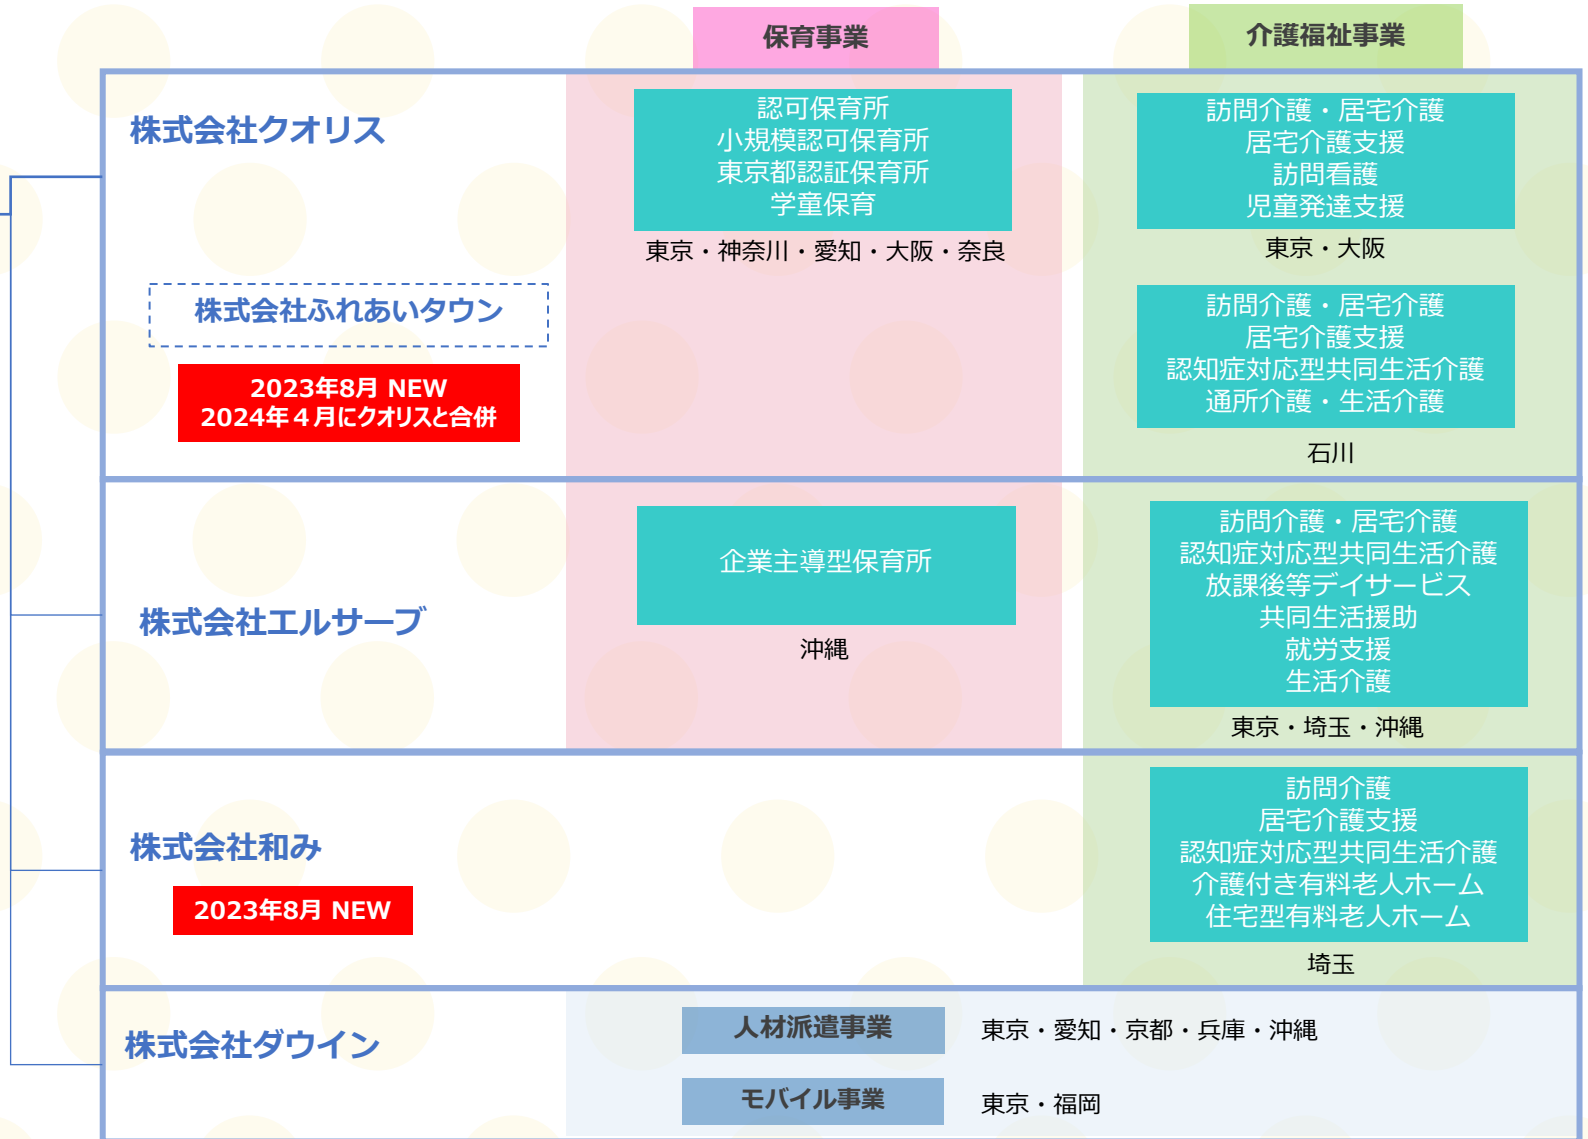 保育事業
介護福祉事業
株式会社クオリス
認可保育所
小規模認可保育所
東京都認証保育所
学童保育
東京・神奈川・愛知・大阪・奈良
訪問介護・居宅介護
居宅介護支援
訪問看護
児童発達支援
東京・大阪
株式会社ふれあいタウン
2023年8月 NEW
2024年４月にクオリスと合併
訪問介護・居宅介護
居宅介護支援
認知症対応型共同生活介護
通所介護・生活介護
石川
株式会社エルサーブ
企業主導型保育所
沖縄
訪問介護・居宅介護
認知症対応型共同生活介護
放課後等デイサービス
共同生活援助
就労支援
生活介護
東京・埼玉・沖縄
株式会社和み
2023年8月 NEW
訪問介護
居宅介護支援
認知症対応型共同生活介護
介護付き有料老人ホーム
住宅型有料老人ホーム
埼玉
株式会社ダウイン
人材派遣事業
東京・愛知・京都・兵庫・沖縄
モバイル事業
東京・福岡